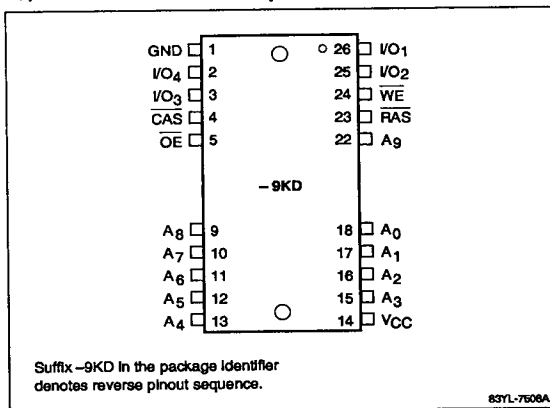 GND 1 26 I/O1
I/O4 2 25 I/O2
I/O3 3 24 WE
CAS 4 23 RAS
OE 5 22 A9
–9KD
A8 9 18 A0
A7 10 17 A1
A6 11 16 A2
A5 12 15 A3
A4 13 14 VCC
Suffix –9KD in the package identifier
denotes reverse pinout sequence.
83YL-7508A